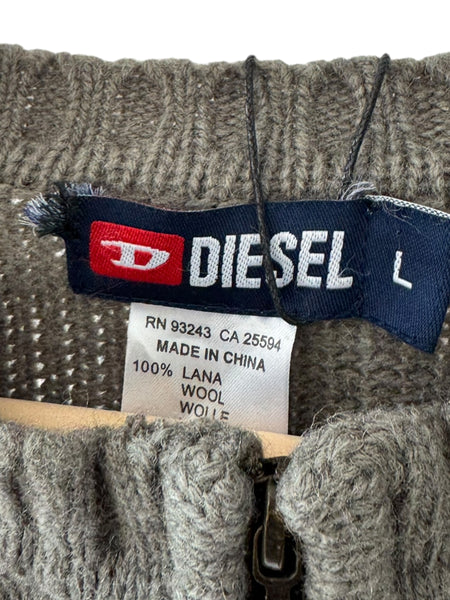 D DIESEL L
RN 93243 CA 25594
MADE IN CHINA
100% LANA
WOOL
WOLLE